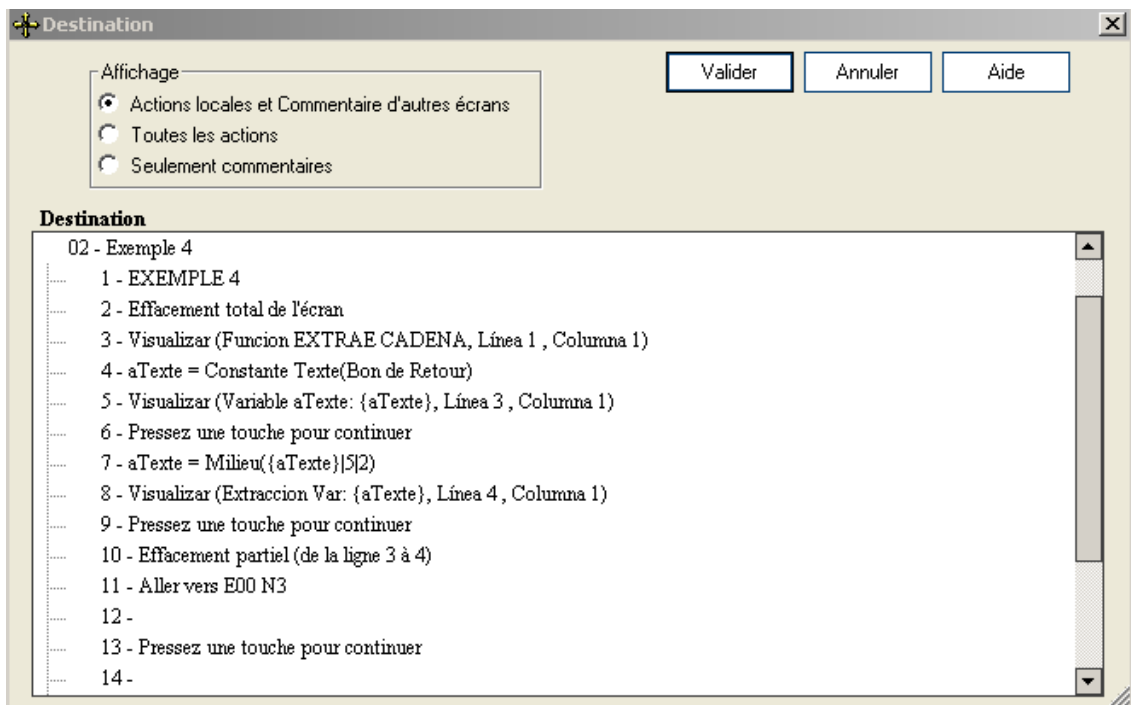 Destination
Affichage
Valider Annuler Aide
Actions locales et Commentaire d'autres écrans
Toutes les actions
Seulement commentaires
Destination
02 - Exemple 4
1 - EXEMPLE 4
2 - Effacement total de l'écran
3 - Visualizar (Funcion EXTRAE CADENA, Línea 1 , Columna 1)
4 - aTexte = Constante Texte(Bon de Retour)
5 - Visualizar (Variable aTexte: {aTexte}, Línea 3 , Columna 1)
6 - Pressez une touche pour continuer
7 - aTexte = Milieu({aTexte}|5|2)
8 - Visualizar (Extraccion Var: {aTexte}, Línea 4 , Columna 1)
9 - Pressez une touche pour continuer
10 - Effacement partiel (de la ligne 3 à 4)
11 - Aller vers E00 N3
12 -
13 - Pressez une touche pour continuer
14 -